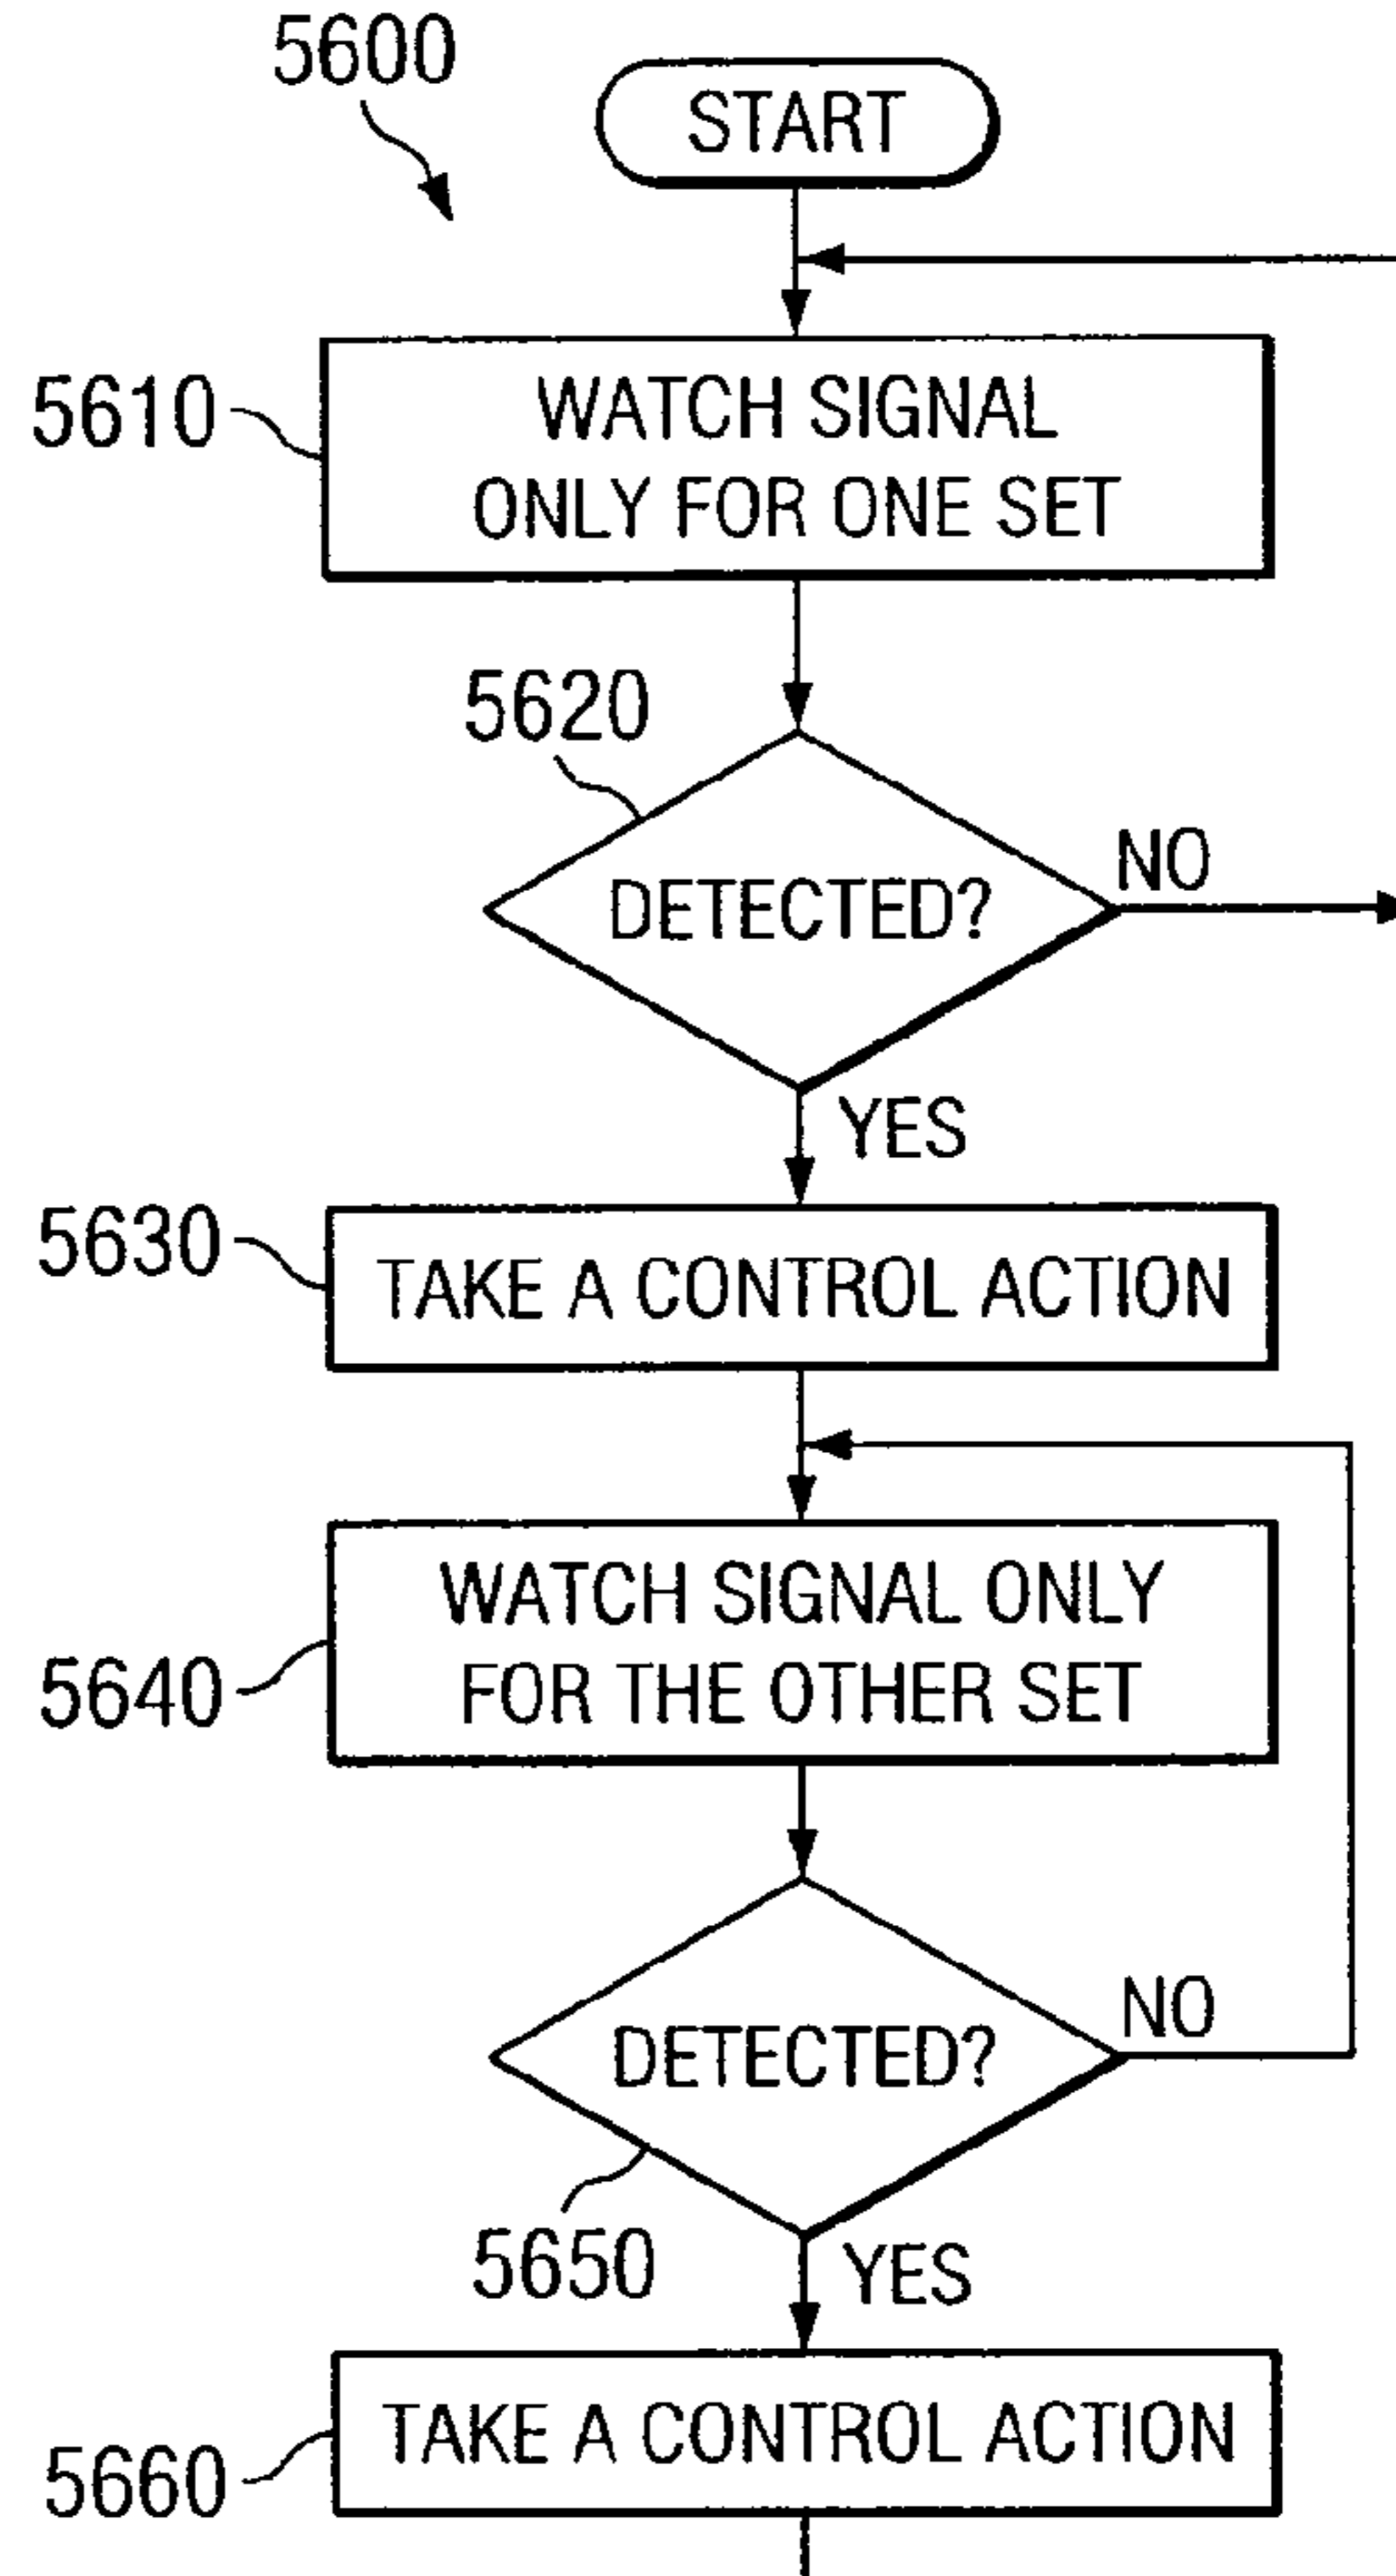 5600
START
5610
WATCH SIGNAL
ONLY FOR ONE SET
5620
DETECTED?
NO
YES
5630
TAKE A CONTROL ACTION
5640
WATCH SIGNAL ONLY
FOR THE OTHER SET
DETECTED?
NO
5650
YES
5660
TAKE A CONTROL ACTION